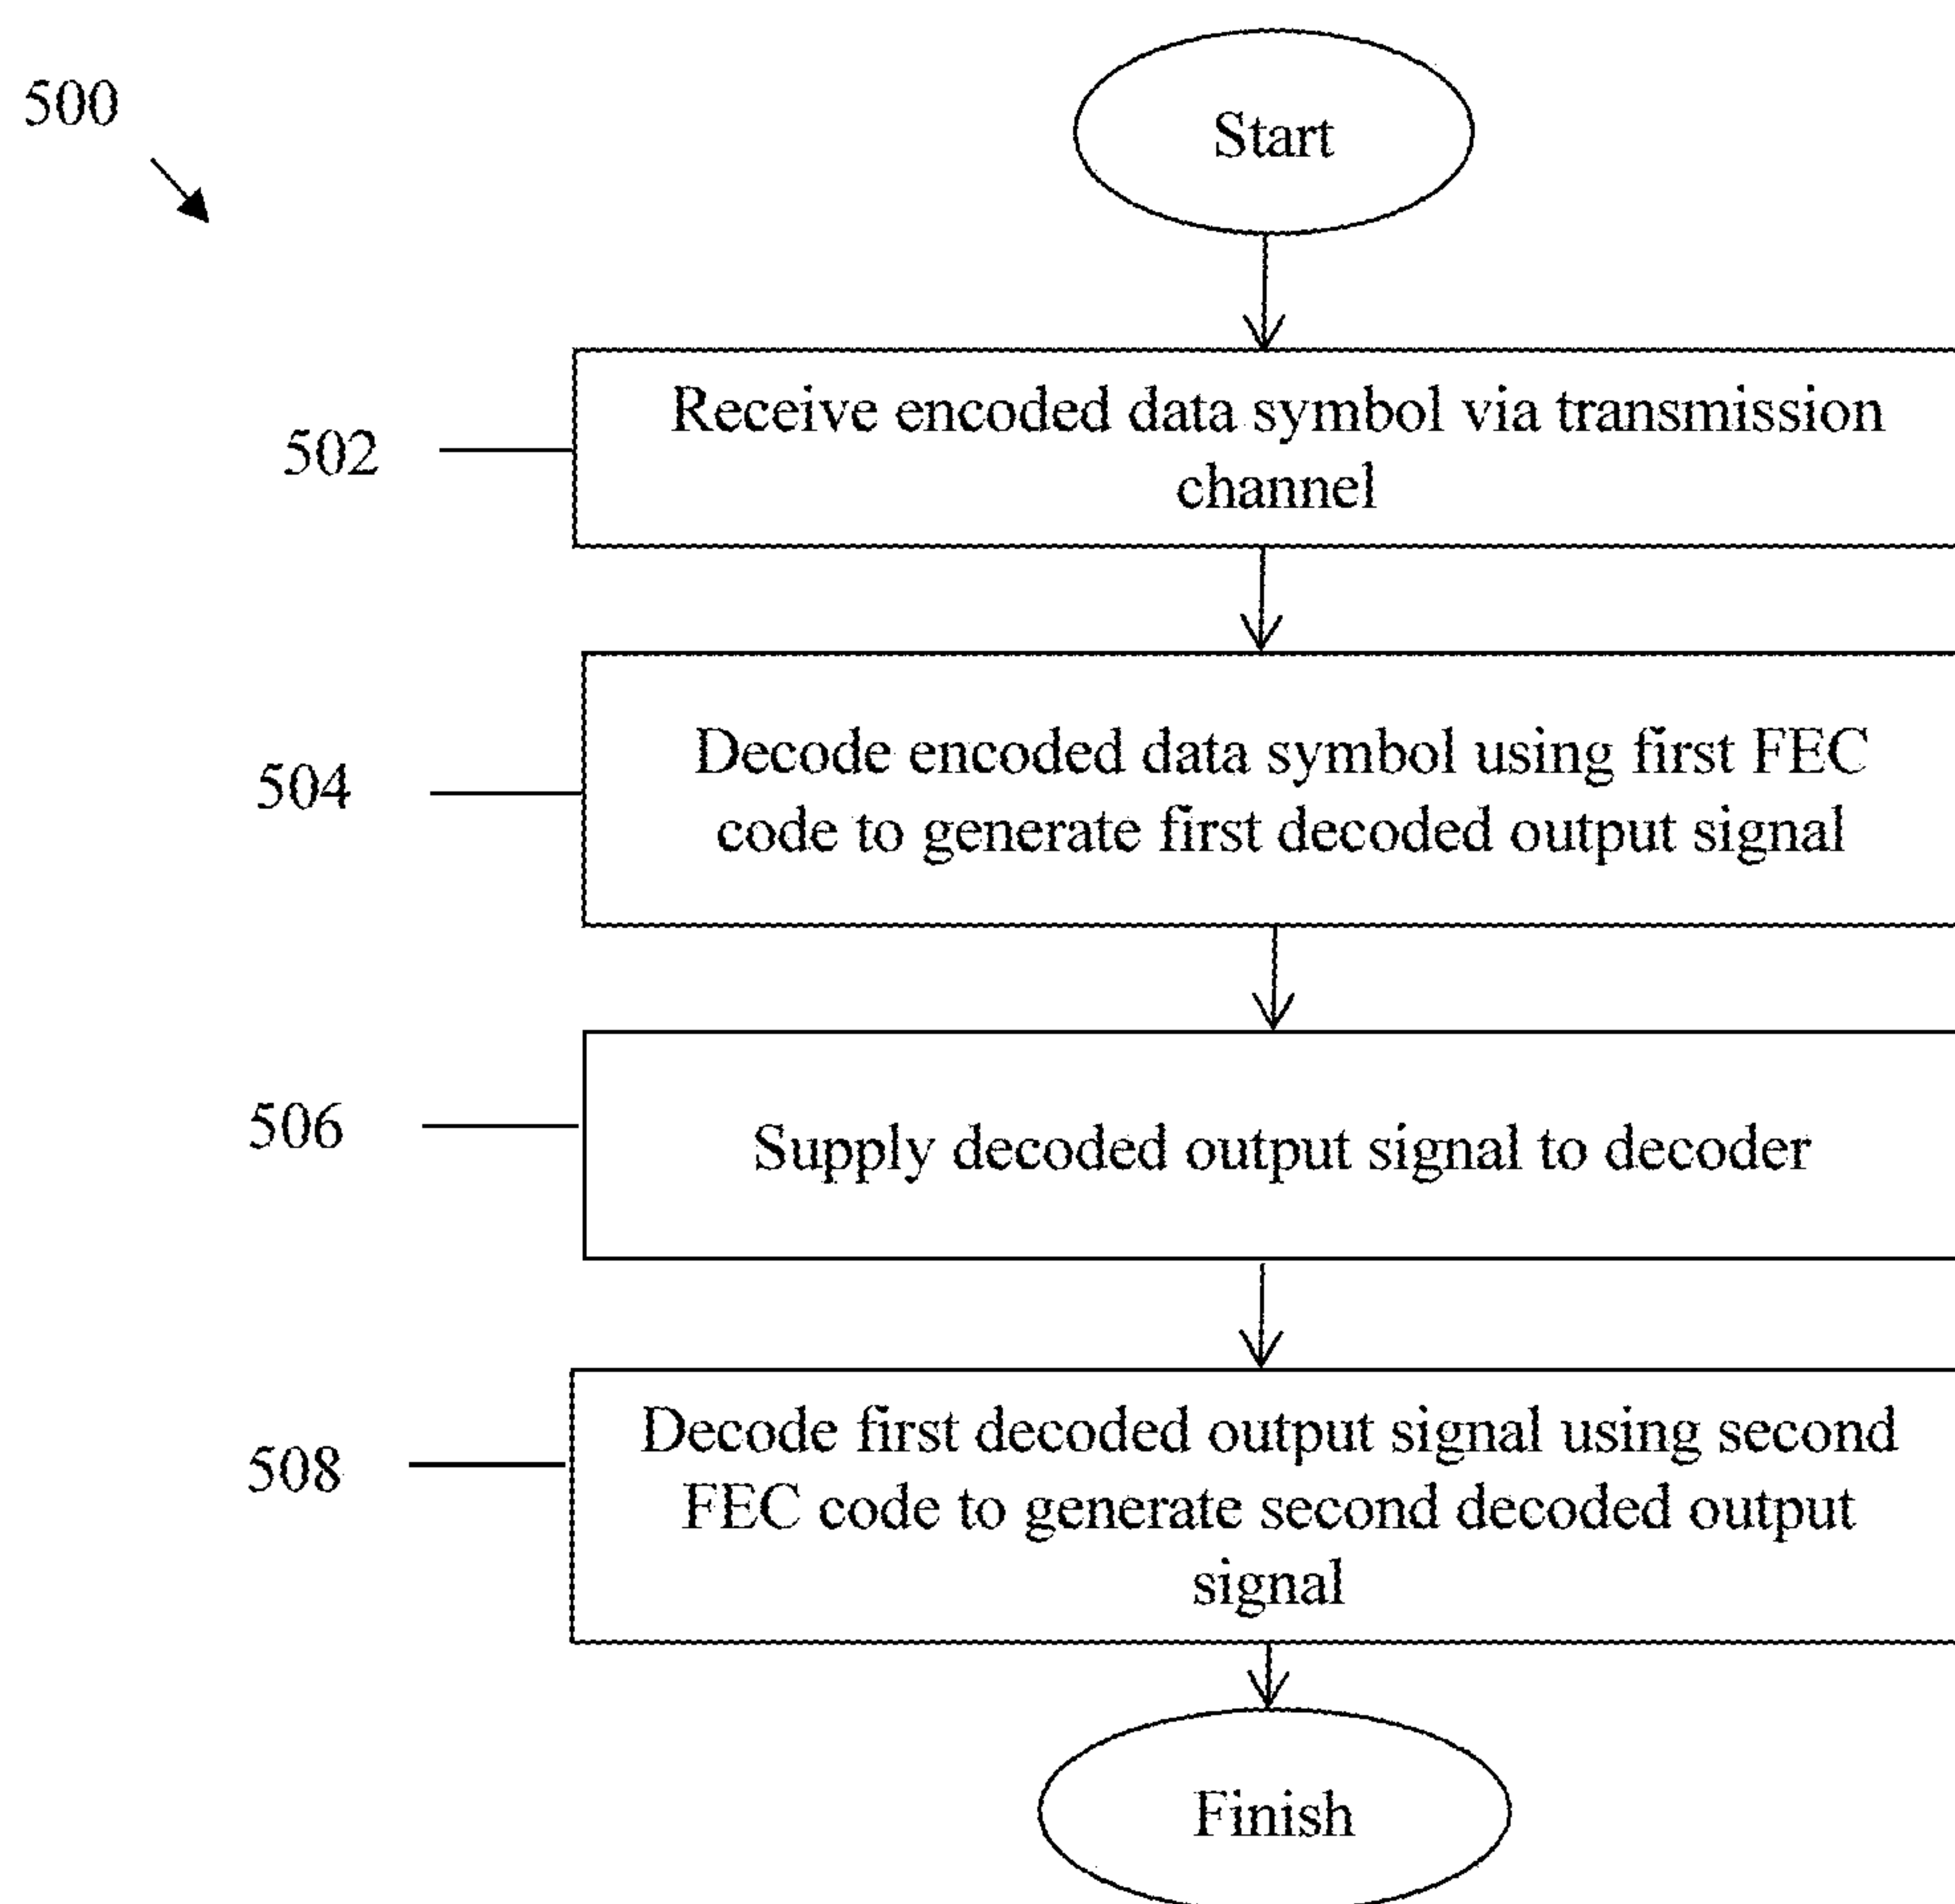 500
Start
502
Receive encoded data symbol via transmission
channel
504
Decode encoded data symbol using first FEC
code to generate first decoded output signal
506
Supply decoded output signal to decoder
508
Decode first decoded output signal using second
FEC code to generate second decoded output
signal
Finish